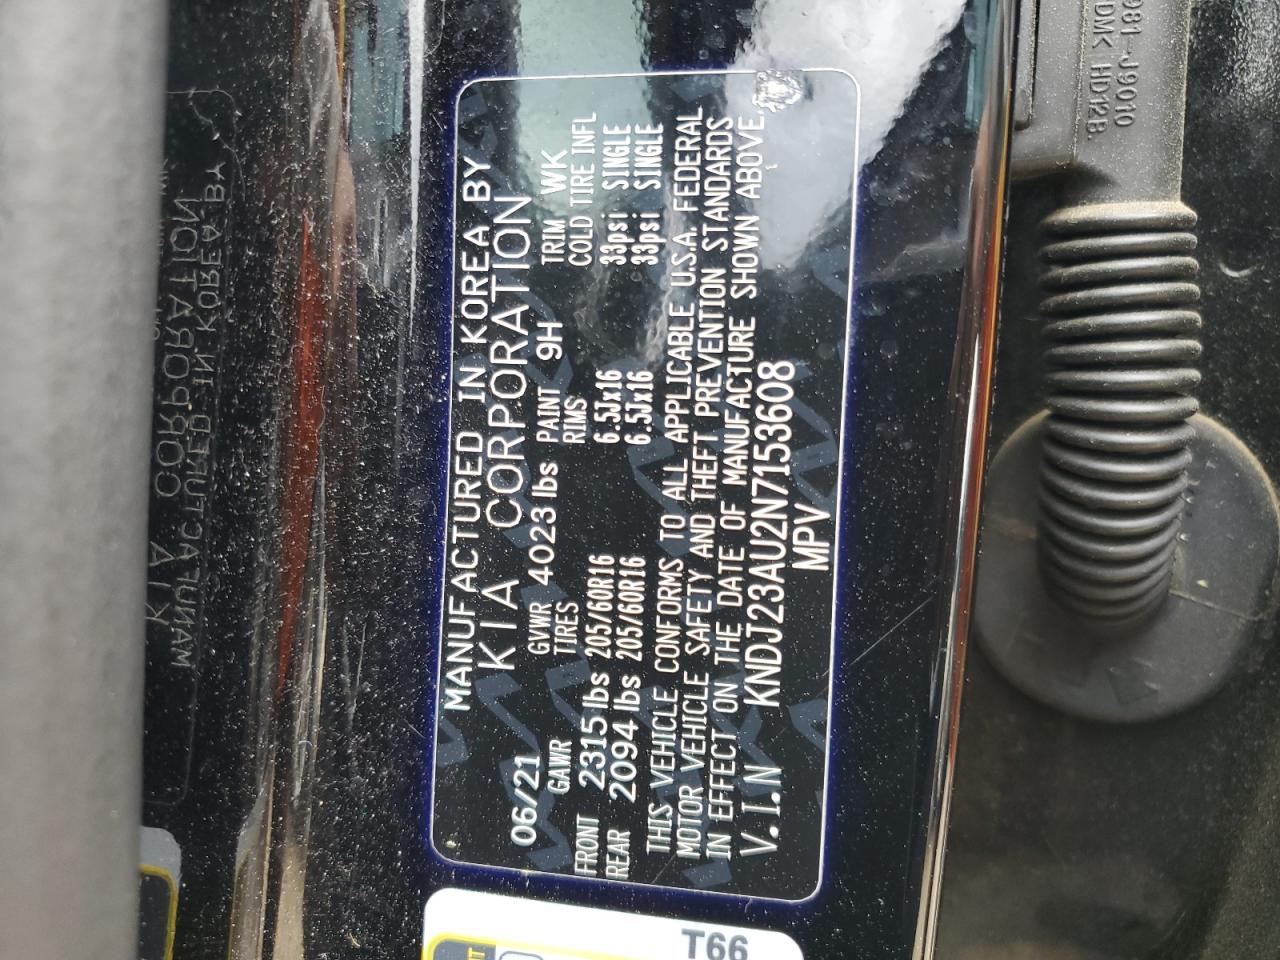 MANUFACTURED IN KOREA BY
KIA CORPORATION
06/21 GVWR 4023 lbs PAINT 9H TRIM WK
GAWR TIRES RIMS COLD TIRE INFL
FRONT 2315 lbs 205/60R16 6.5Jx16 33psi SINGLE
REAR 2094 lbs 205/60R16 6.5Jx16 33psi SINGLE
THIS VEHICLE CONFORMS TO ALL APPLICABLE U.S.A. FEDERAL
MOTOR VEHICLE SAFETY AND THEFT PREVENTION STANDARDS
IN EFFECT ON THE DATE OF MANUFACTURE SHOWN ABOVE.
V.I.N KNDJ23AU2N7153608
MPV
T66
981-J9010
HD12B
MANUFACTURED IN KOREA BY
KIA CORPORATION